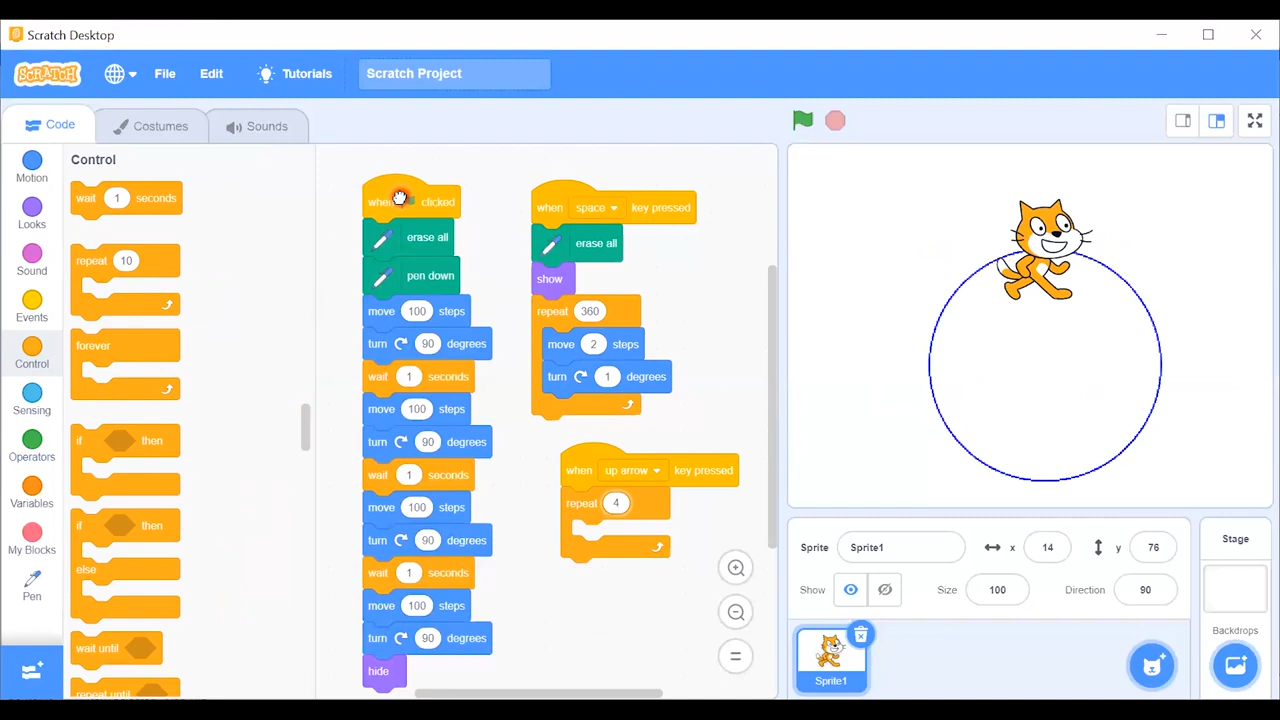 Scratch Desktop
SCRATCH File Edit Tutorials Scratch Project
Code Costumes Sounds
Motion
Looks
Sound
Events
Control
Sensing
Operators
Variables
My Blocks
Pen
Control
wait 1 seconds
repeat 10
forever
if then
if then
else
wait until
repeat until
when clicked
erase all
pen down
move 100 steps
turn 90 degrees
wait 1 seconds
move 100 steps
turn 90 degrees
wait 1 seconds
move 100 steps
turn 90 degrees
wait 1 seconds
move 100 steps
turn 90 degrees
hide
when space key pressed
erase all
show
repeat 360
move 2 steps
turn 1 degrees
when up arrow key pressed
repeat 4
Sprite Sprite1 x 14 y 76
Show Size 100 Direction 90
Sprite1
Stage
Backdrops